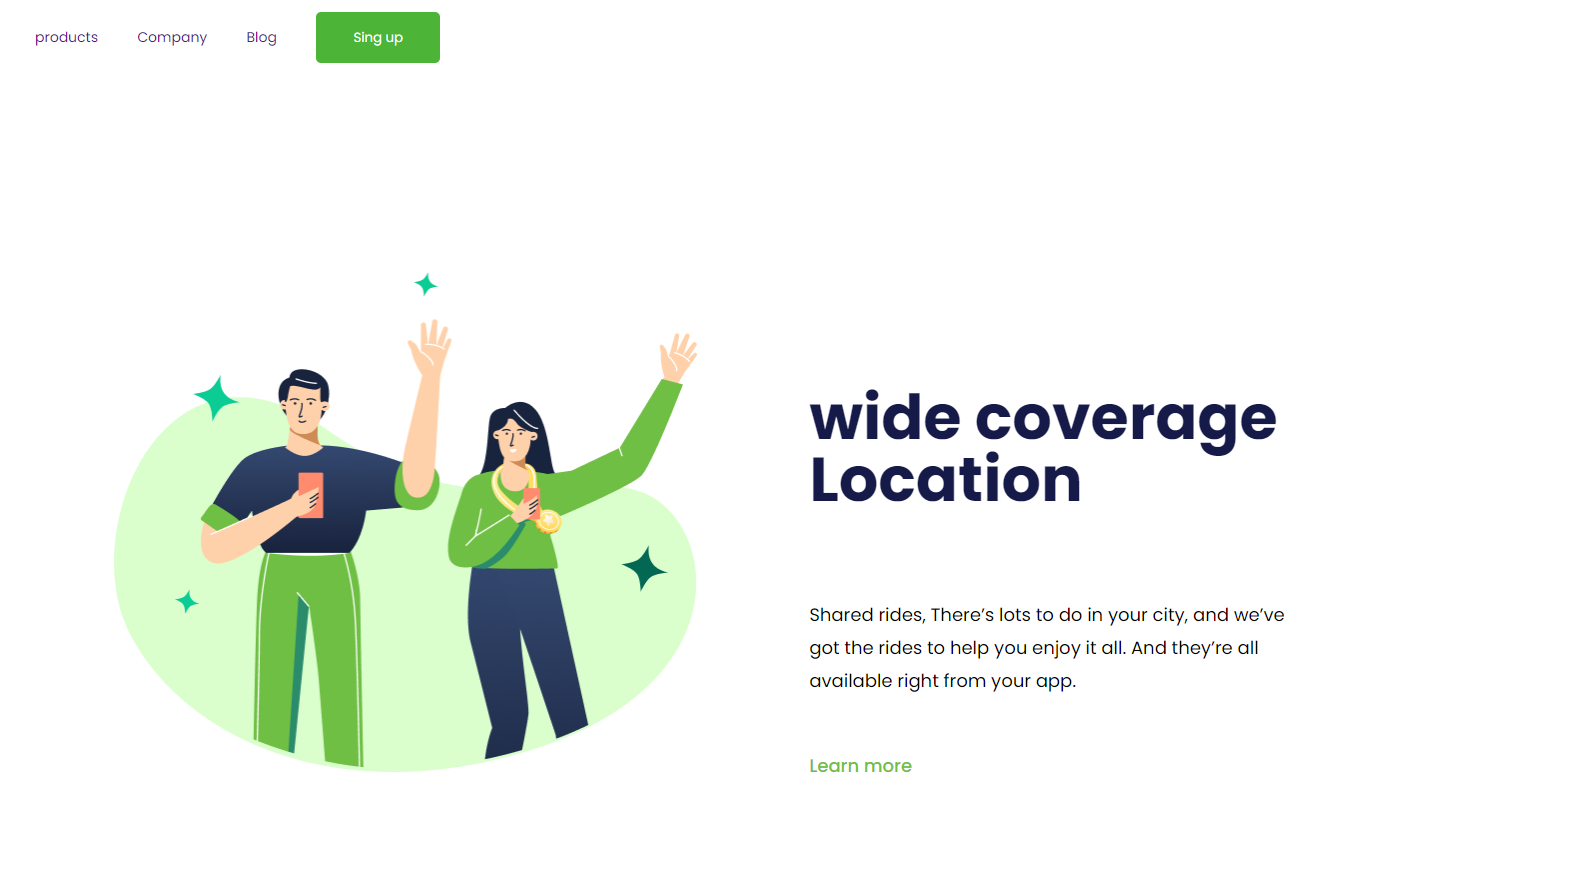 products Company Blog Sing up
wide coverage
Location
Shared rides, There’s lots to do in your city, and we’ve
got the rides to help you enjoy it all. And they’re all
available right from your app.
Learn more